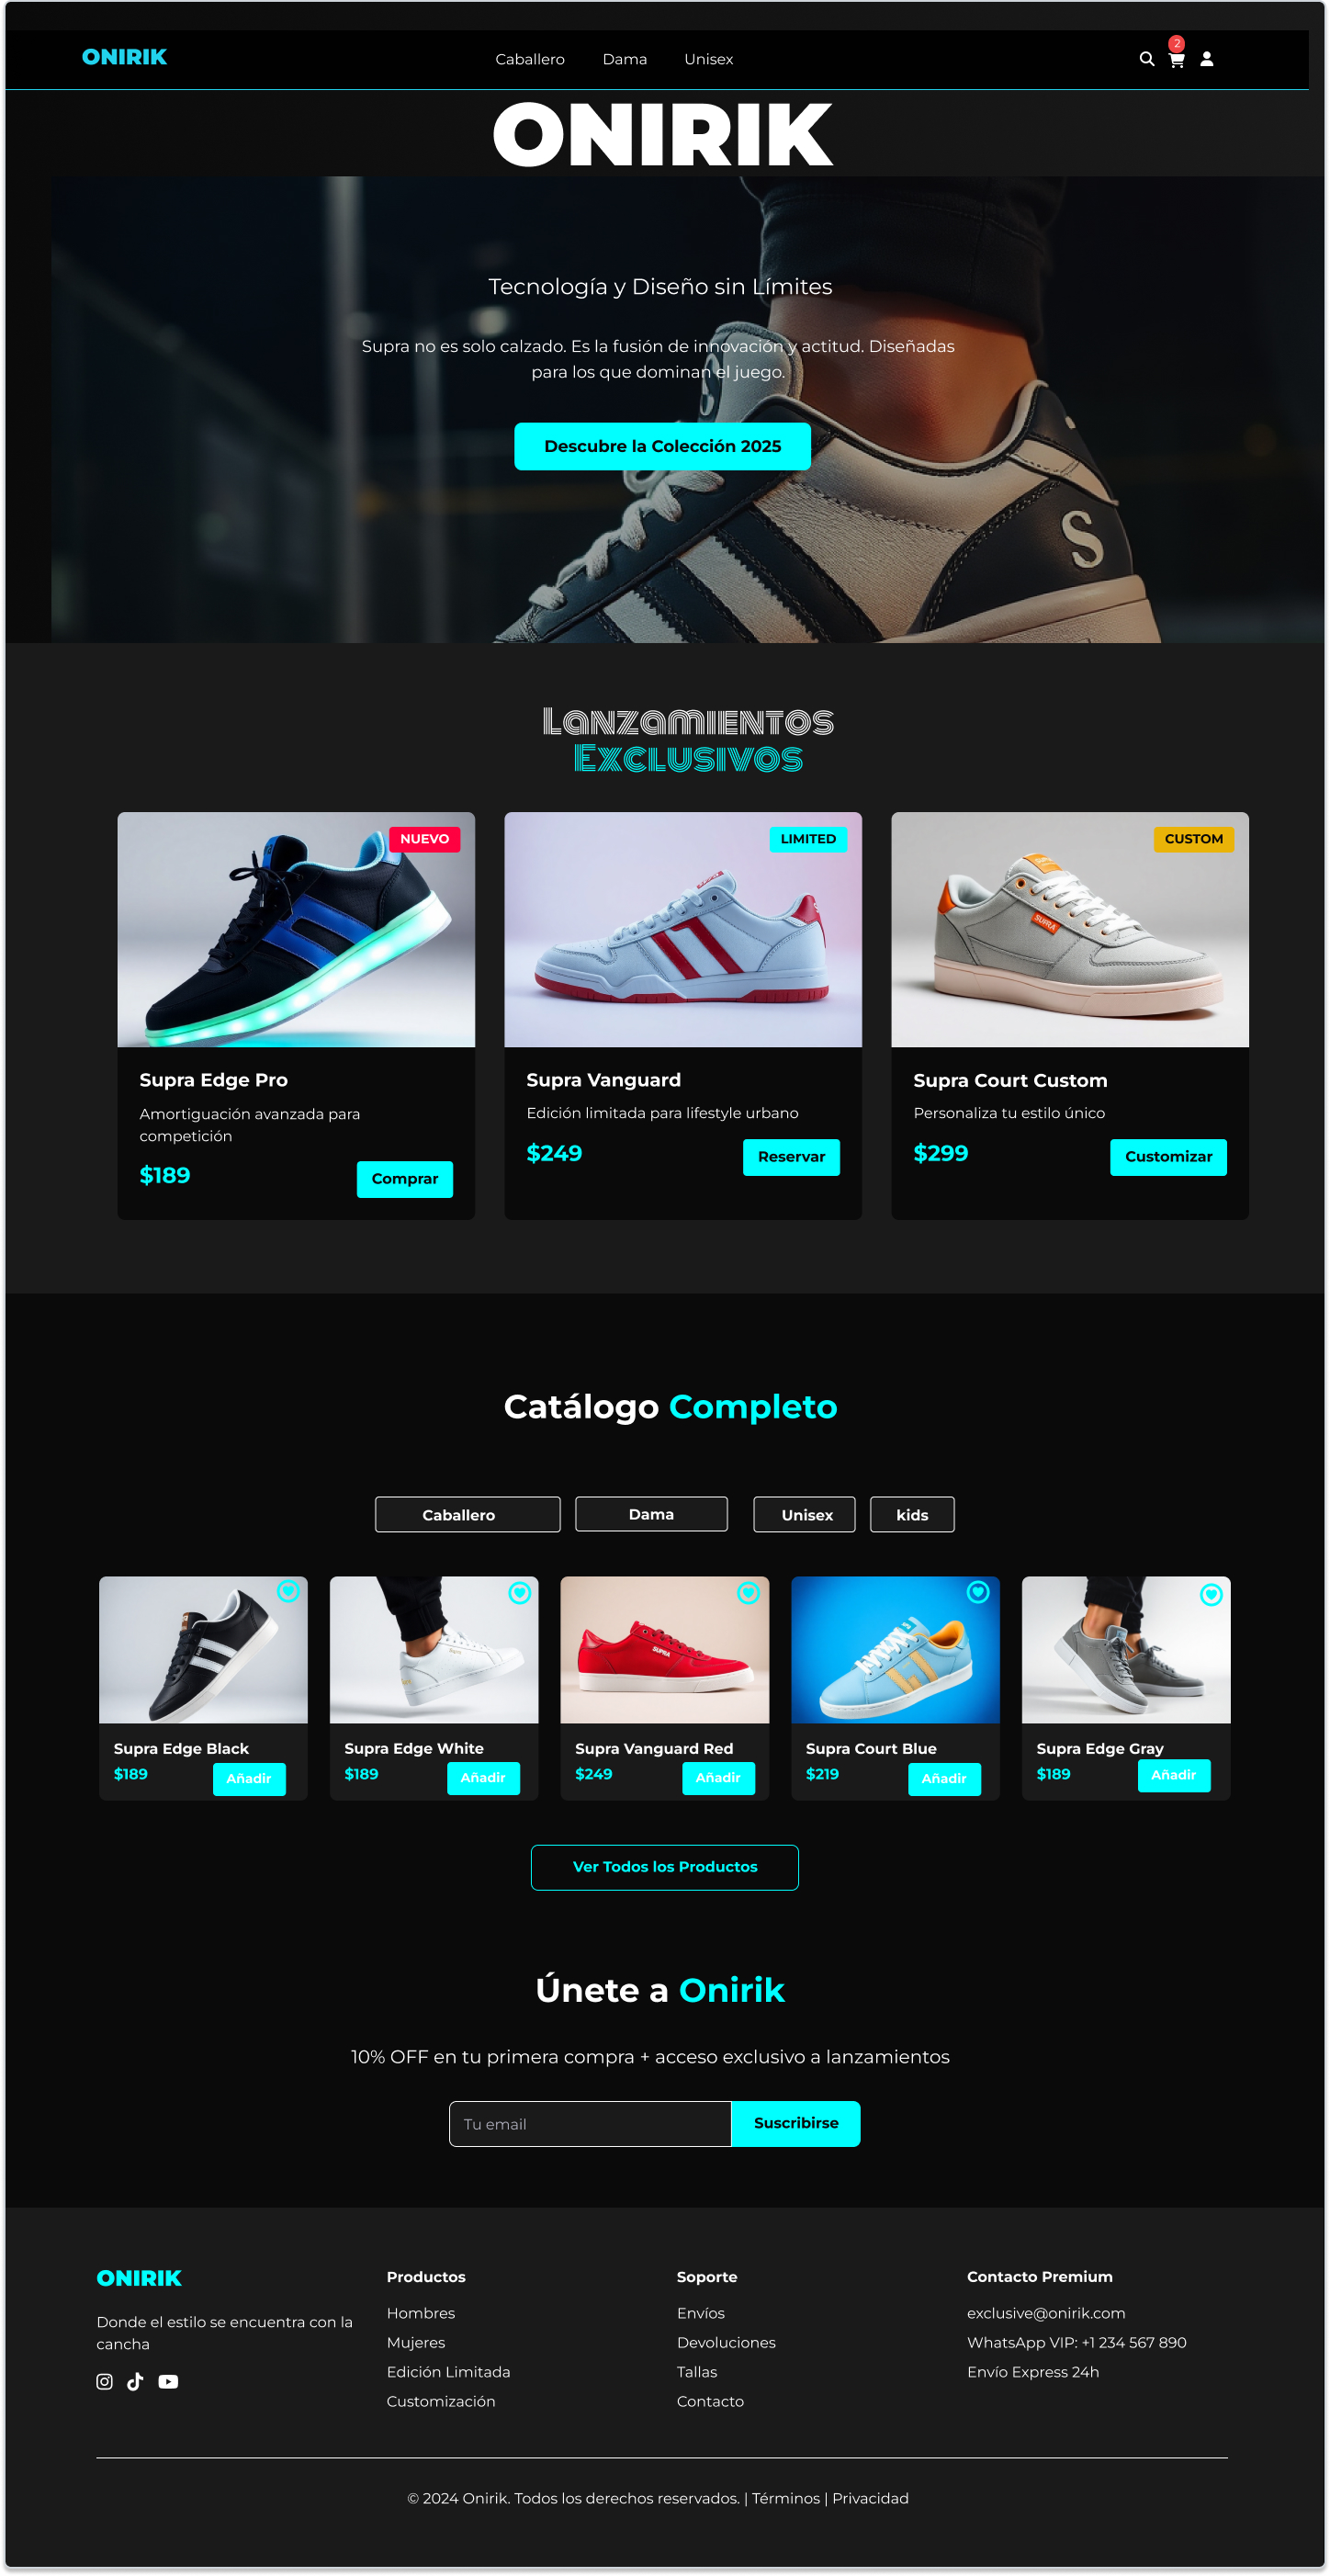 ONIRIK
Caballero Dama Unisex
2
ONIRIK
Tecnología y Diseño sin Límites
Supra no es solo calzado. Es la fusión de innovación y actitud. Diseñadas
para los que dominan el juego.
Descubre la Colección 2025
S
Lanzamientos
Exclusivos
NUEVO
LIMITED
CUSTOM
SUPRA
Supra Edge Pro
Amortiguación avanzada para
competición
$189
Comprar
Supra Vanguard
Edición limitada para lifestyle urbano
$249
Reservar
Supra Court Custom
Personaliza tu estilo único
$299
Customizar
Catálogo Completo
Caballero
Dama
Unisex
kids
SUPRA
Supra Edge Black
$189
Añadir
Supra Edge White
$189
Añadir
Supra Vanguard Red
$249
Añadir
Supra Court Blue
$219
Añadir
Supra Edge Gray
$189
Añadir
Ver Todos los Productos
Únete a Onirik
10% OFF en tu primera compra + acceso exclusivo a lanzamientos
Tu email
Suscribirse
ONIRIK
Donde el estilo se encuentra con la
cancha
Productos
Hombres
Mujeres
Edición Limitada
Customización
Soporte
Envíos
Devoluciones
Tallas
Contacto
Contacto Premium
exclusive@onirik.com
WhatsApp VIP: +1 234 567 890
Envío Express 24h
© 2024 Onirik. Todos los derechos reservados. | Términos | Privacidad